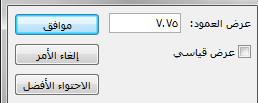 عرض العمود: ٧.٧٥ موافق
عرض قياسي إلغاء الأمر
الاحتواء الأفضل